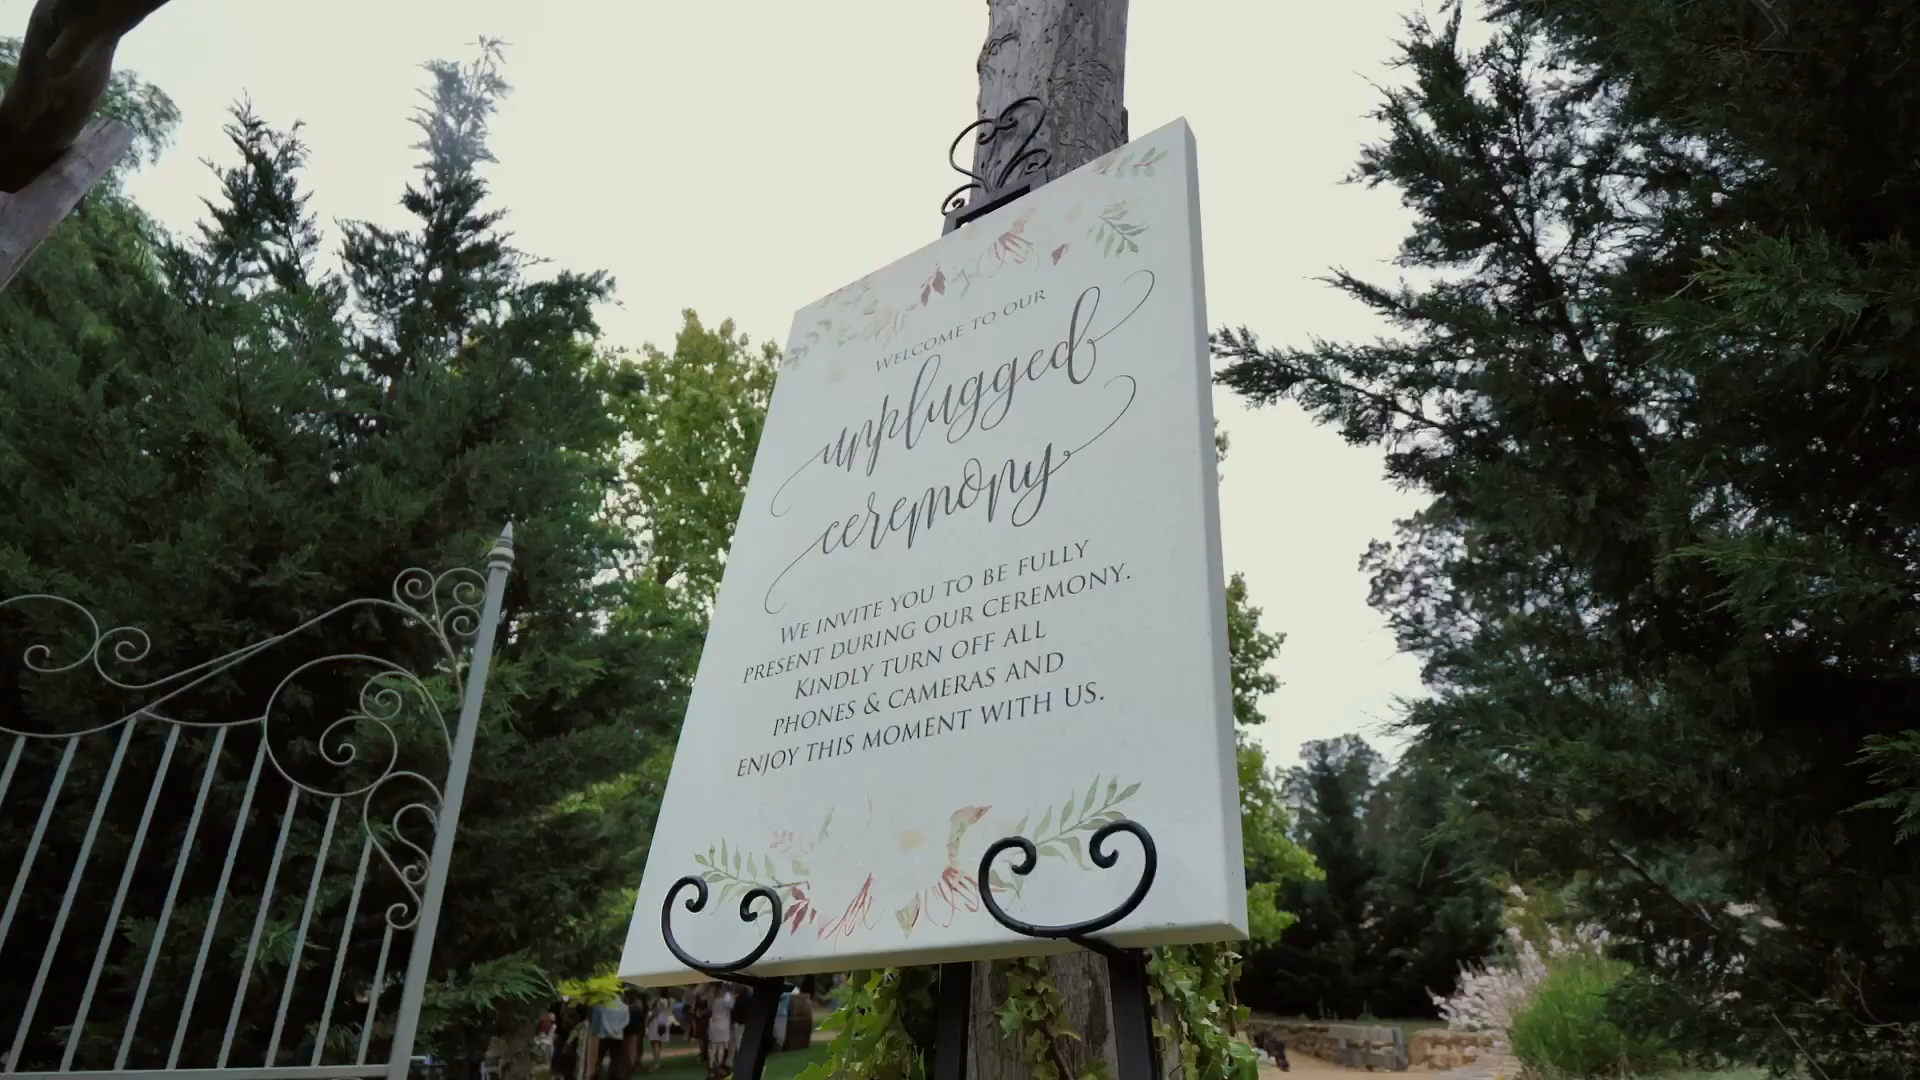 WELCOME TO OUR
unplugged
ceremony
WE INVITE YOU TO BE FULLY
PRESENT DURING OUR CEREMONY.
KINDLY TURN OFF ALL
PHONES & CAMERAS AND
ENJOY THIS MOMENT WITH US.